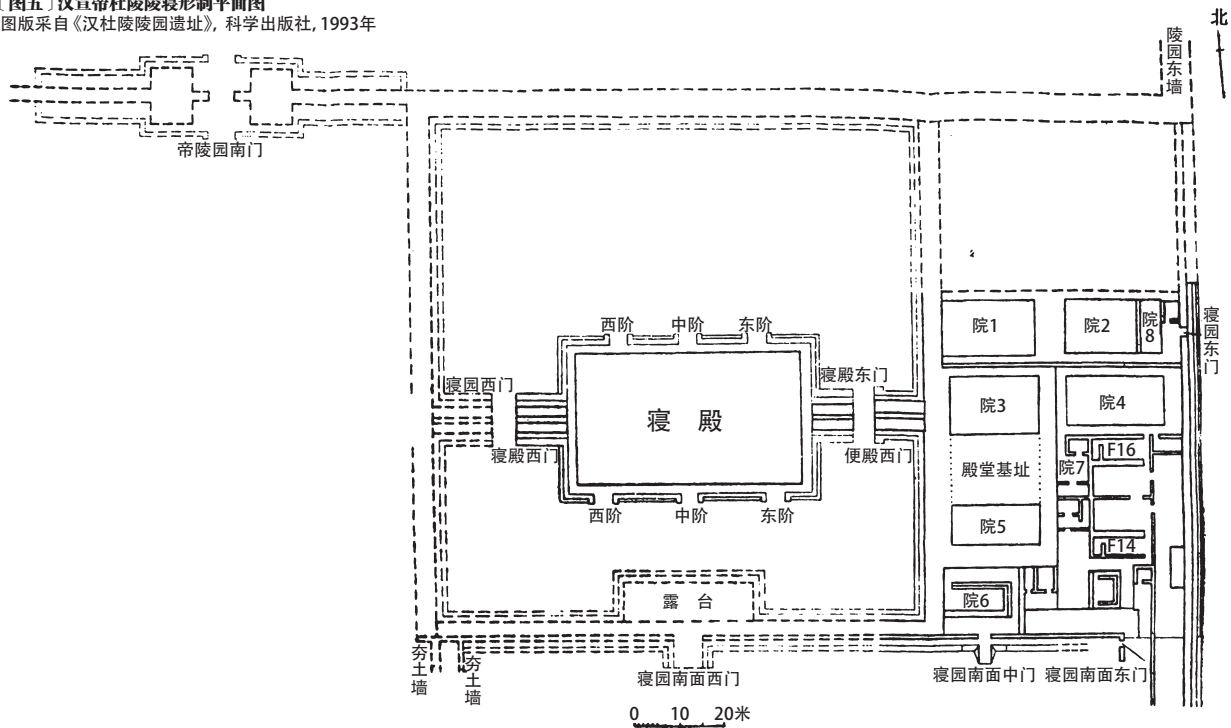 [图五]汉宣帝杜陵陵寝形制平面图
图版采自《汉杜陵陵园遗址》, 科学出版社, 1993年
北
陵园东墙
帝陵园南门
院1
院2
院8
寝园东门
西阶
中阶
东阶
寝园西门
寝殿东门
寝 殿
院3
院4
寝殿西门
便殿西门
殿堂基址
院7
F16
西阶
中阶
东阶
院5
F14
露 台
院6
夯土墙
夯土墙
寝园南面西门
寝园南面中门
寝园南面东门
0 10 20米